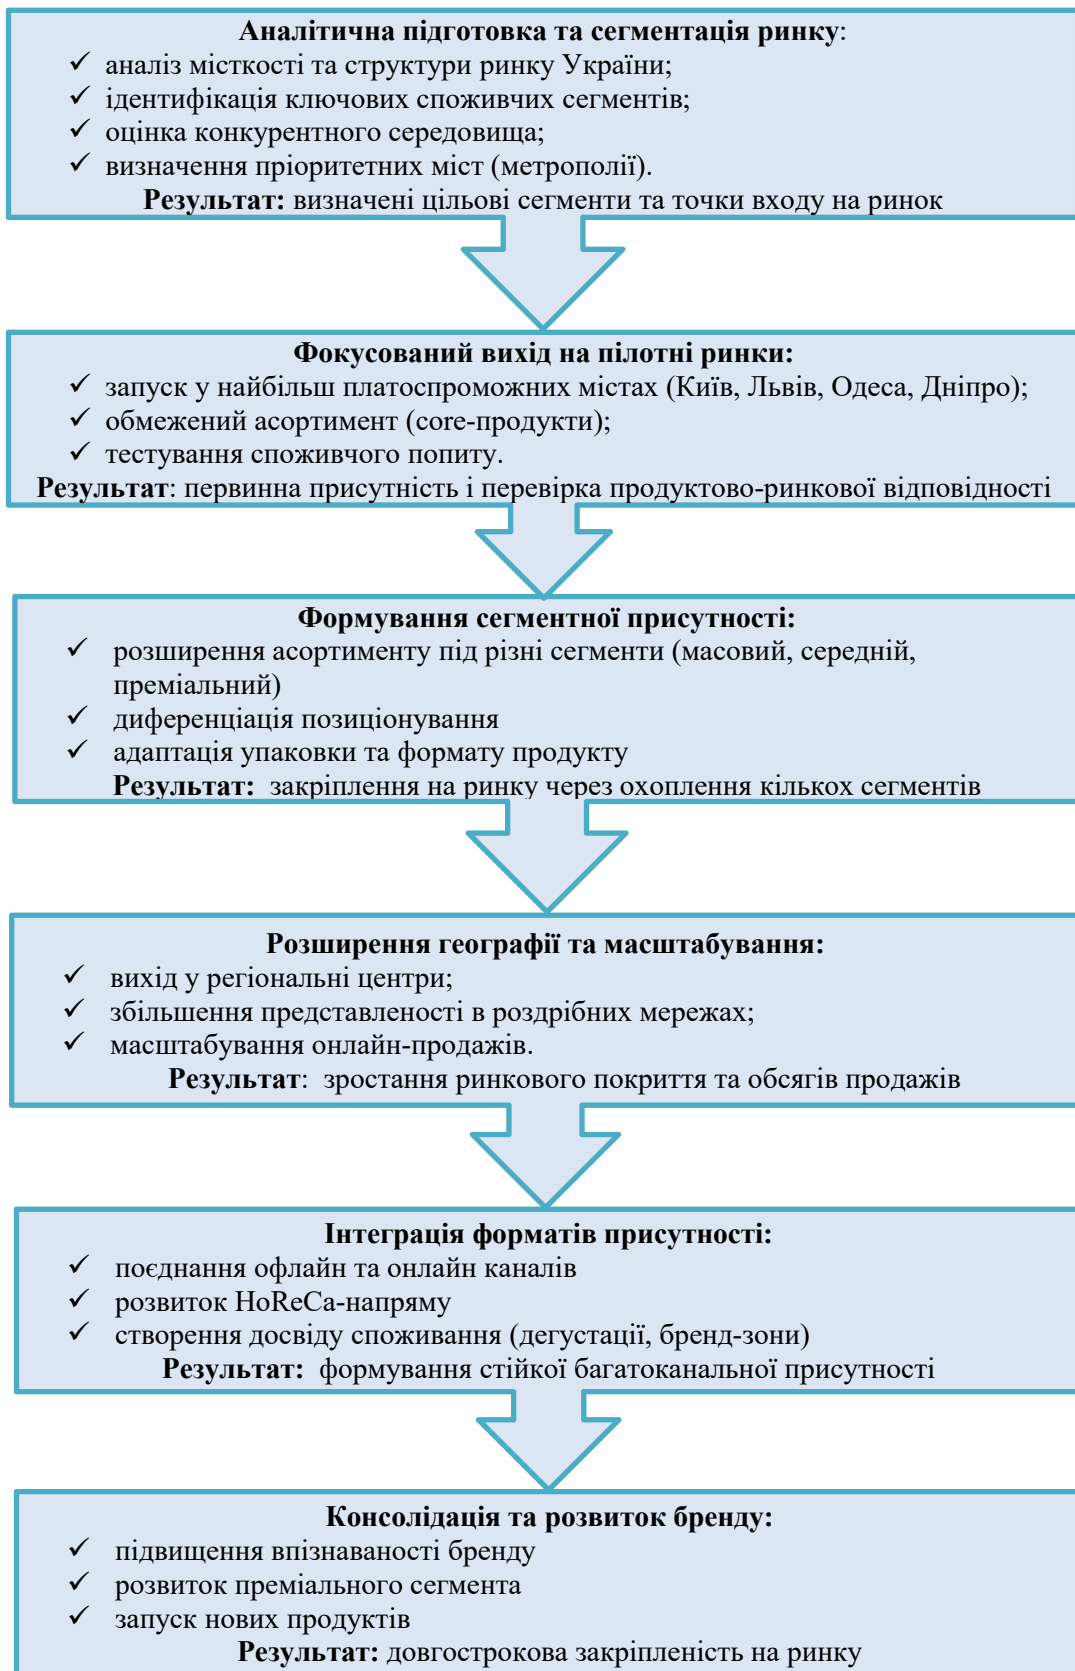 Аналітична підготовка та сегментація ринку:
✓ аналіз місткості та структури ринку України;
✓ ідентифікація ключових споживчих сегментів;
✓ оцінка конкурентного середовища;
✓ визначення пріоритетних міст (метрополії).
Результат: визначені цільові сегменти та точки входу на ринок
Фокусований вихід на пілотні ринки:
✓ запуск у найбільш платоспроможних містах (Київ, Львів, Одеса, Дніпро);
✓ обмежений асортимент (core-продукти);
✓ тестування споживчого попиту.
Результат: первинна присутність і перевірка продуктово-ринкової відповідності
Формування сегментної присутності:
✓ розширення асортименту під різні сегменти (масовий, середній,
преміальний)
✓ диференціація позиціонування
✓ адаптація упаковки та формату продукту
Результат: закріплення на ринку через охоплення кількох сегментів
Розширення географії та масштабування:
✓ вихід у регіональні центри;
✓ збільшення представленості в роздрібних мережах;
✓ масштабування онлайн-продажів.
Результат: зростання ринкового покриття та обсягів продажів
Інтеграція форматів присутності:
✓ поєднання офлайн та онлайн каналів
✓ розвиток HoReCa-напряму
✓ створення досвіду споживання (дегустації, бренд-зони)
Результат: формування стійкої багатоканальної присутності
Консолідація та розвиток бренду:
✓ підвищення впізнаваності бренду
✓ розвиток преміального сегмента
✓ запуск нових продуктів
Результат: довгострокова закріпленість на ринку